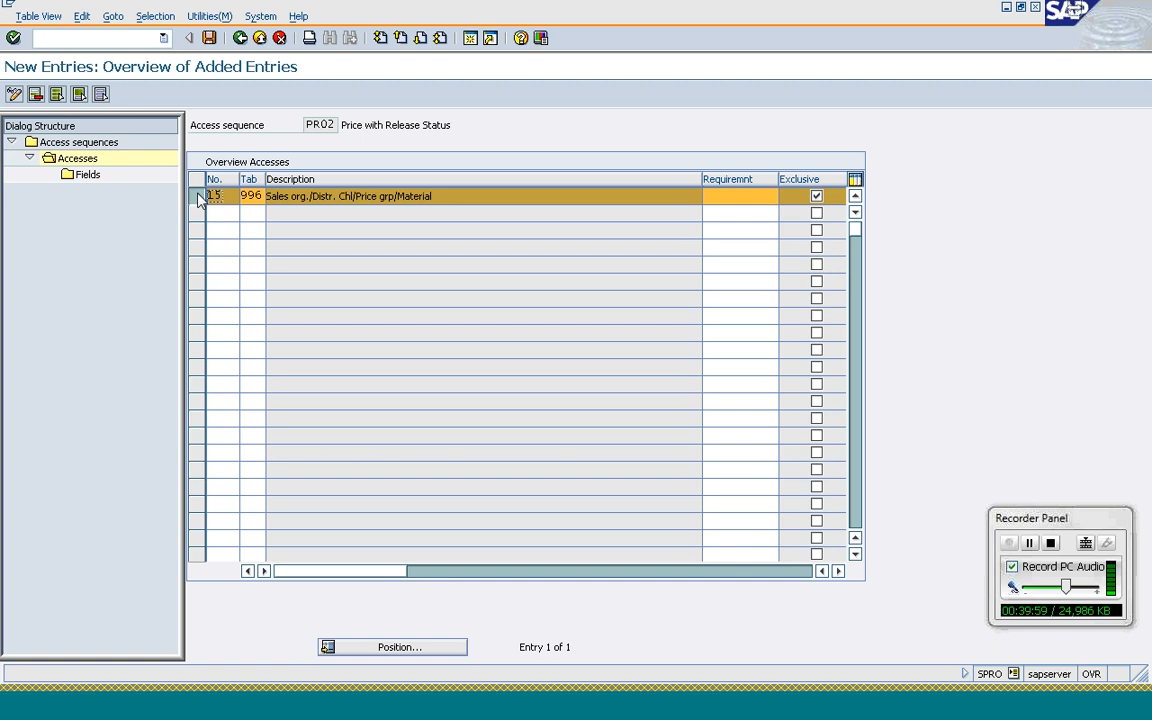 Table View Edit Goto Selection Utilities(M) System Help
SAP
New Entries: Overview of Added Entries
Dialog Structure
Access sequences
Accesses
Fields
Access sequence PR02 Price with Release Status
Overview Accesses
No. Tab Description Requiremnt Exclusive
15 996 Sales org./Distr. Chl/Price grp/Material
Recorder Panel
Record PC Audio
00:39:59 / 24,986 KB
Position... Entry 1 of 1
SPRO sapserver OVR